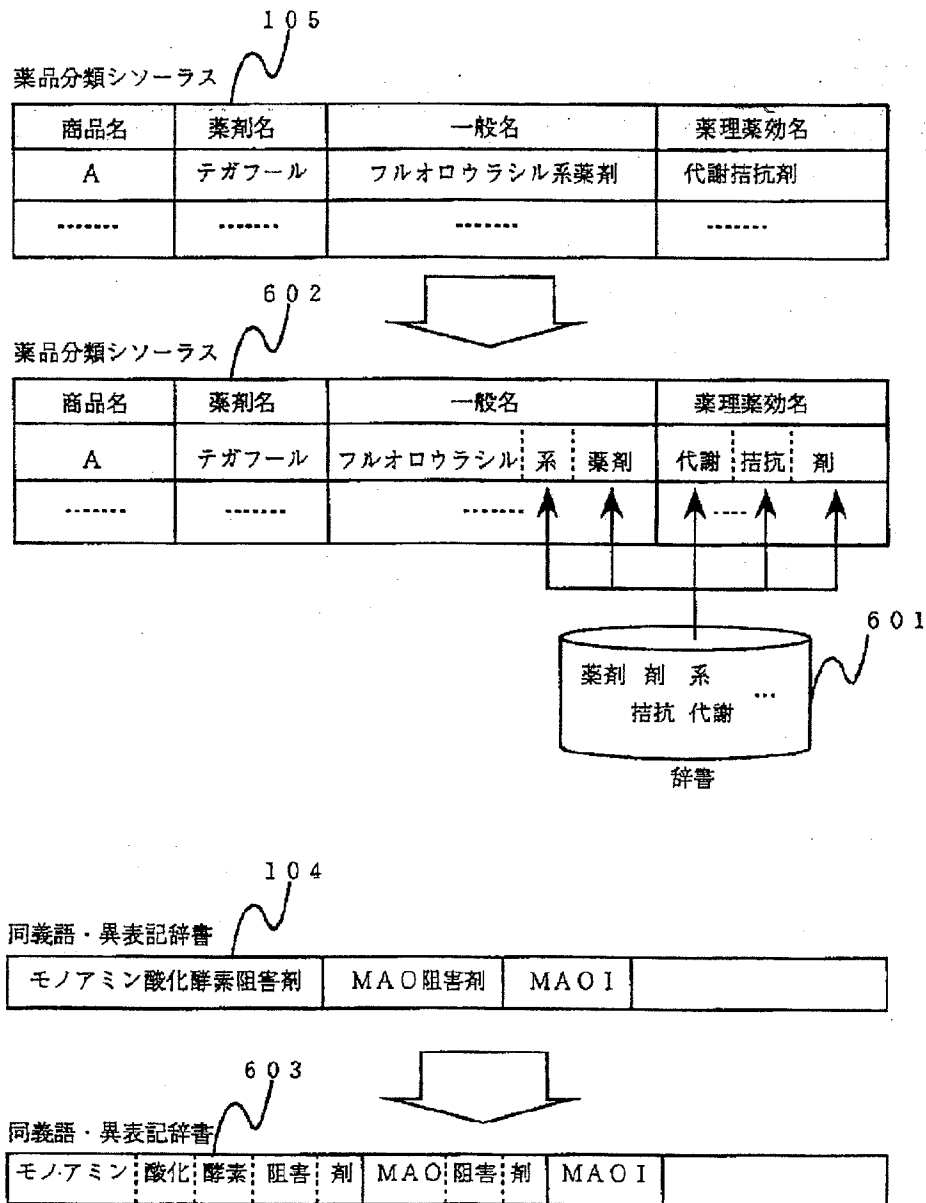 105
薬品分類シソーラス
商品名 薬剤名 一般名 薬理薬効名
A テガフール フルオロウラシル系薬剤 代謝拮抗剤
‥‥‥ ‥‥‥ ‥‥‥ ‥‥‥
602
薬品分類シソーラス
商品名 薬剤名 一般名 薬理薬効名
A テガフール フルオロウラシル 系 薬剤 代謝 拮抗 剤
‥‥‥ ‥‥‥ ‥‥‥ ‥‥
601
薬剤 剤 系 …
拮抗 代謝
辞書
104
同義語・異表記辞書
モノアミン酸化酵素阻害剤 MAO阻害剤 MAOI
603
同義語・異表記辞書
モノアミン 酸化 酵素 阻害 剤 MAO 阻害 剤 MAOI